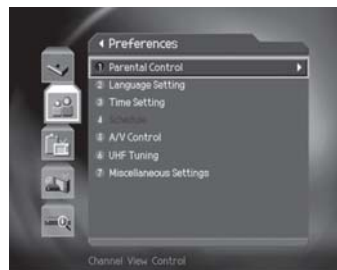 Preferences
1 Parental Control
2 Language Setting
3 Time Setting
4 Schedule
5 A/V Control
6 UHF Tuning
7 Miscellaneous Settings
Channel View Control